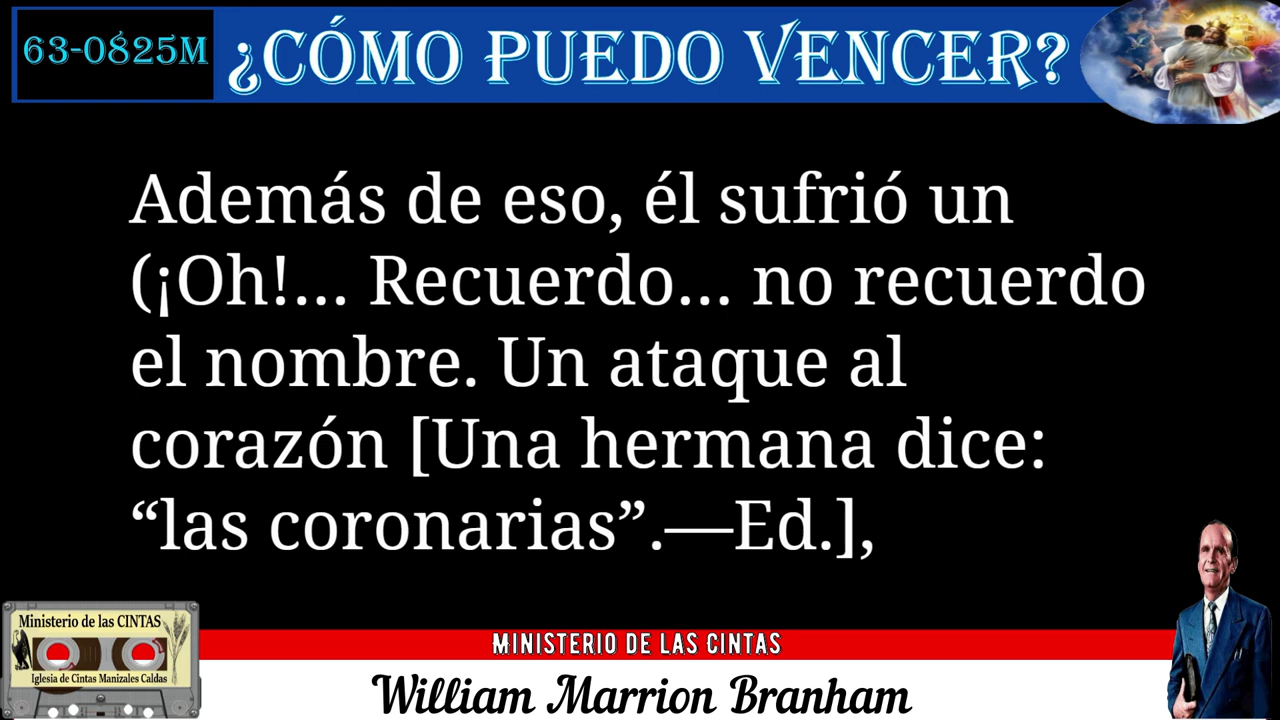 63-0825M
¿CÓMO PUEDO VENCER?
Además de eso, él sufrió un
(¡Oh!... Recuerdo... no recuerdo
el nombre. Un ataque al
corazón [Una hermana dice:
“las coronarias”.—Ed.],
Ministerio de las CINTAS
Iglesia de Cintas Manizales Caldas
MINISTERIO DE LAS CINTAS
William Marrion Branham